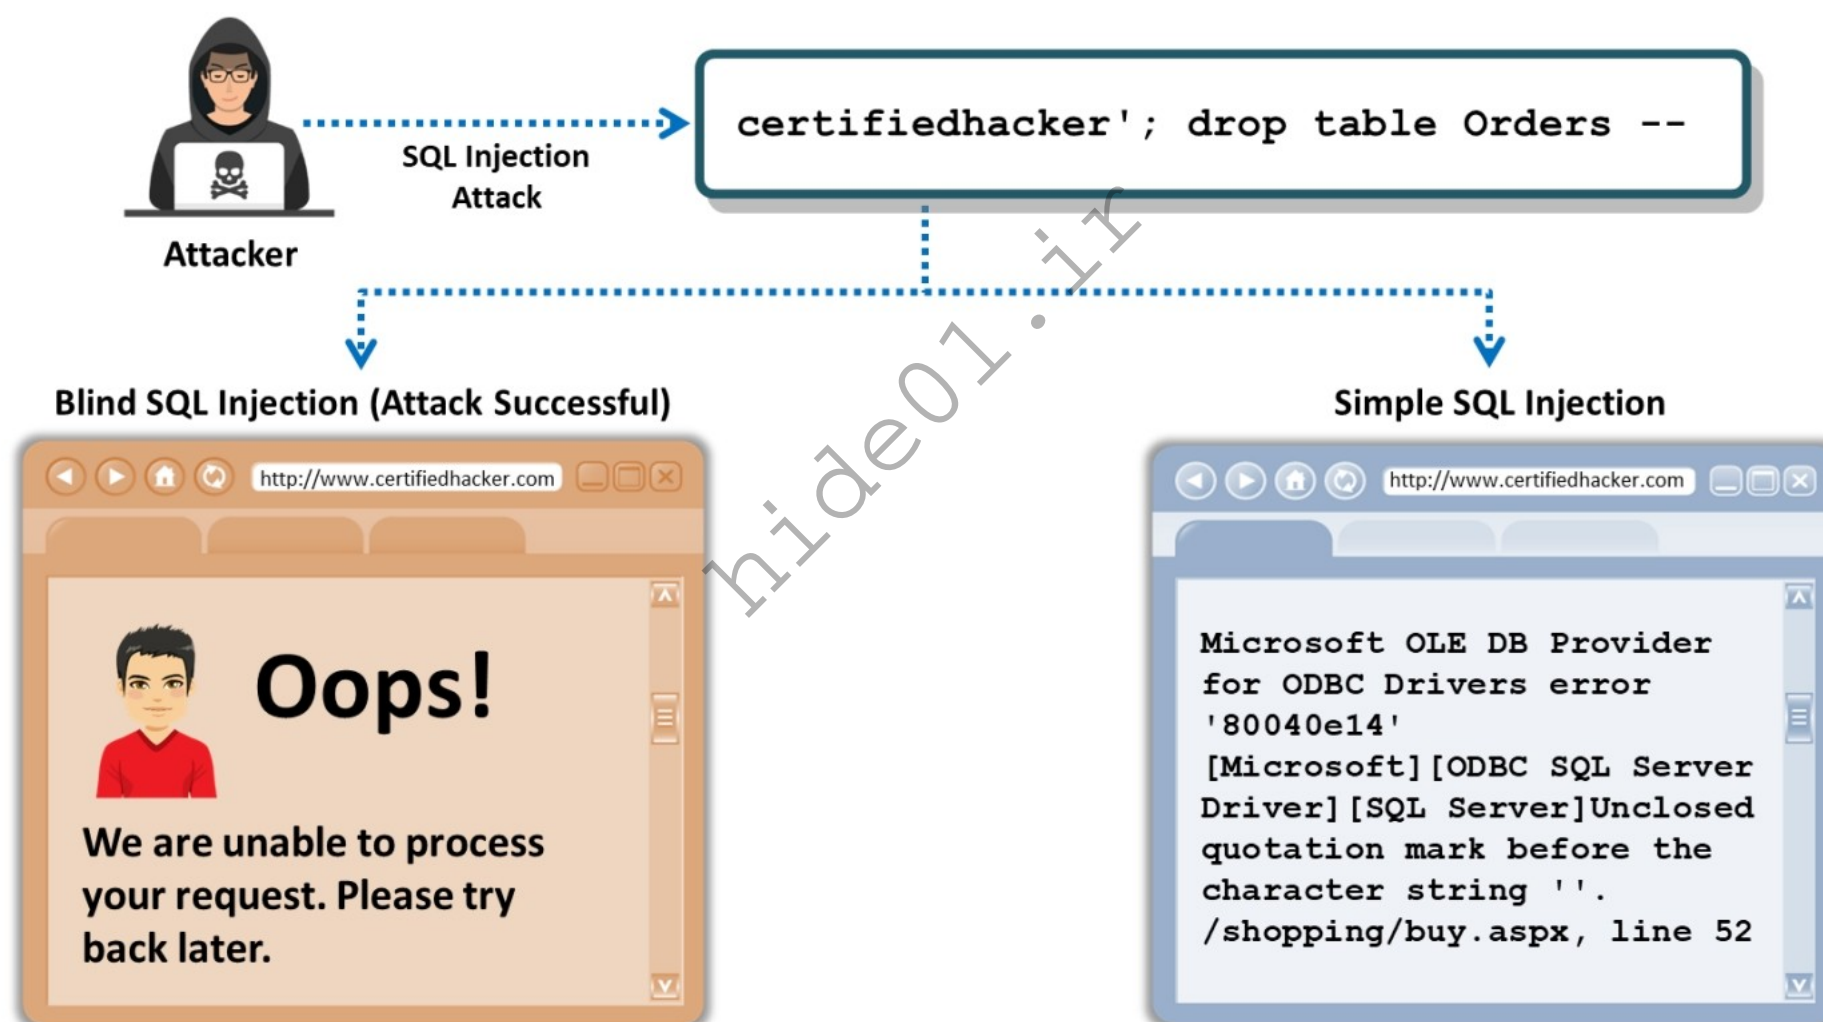 certifiedhacker'; drop table Orders --
SQL Injection
Attack
Attacker
hide01.ir
Blind SQL Injection (Attack Successful)
http://www.certifiedhacker.com
Oops!
We are unable to process
your request. Please try
back later.
Simple SQL Injection
http://www.certifiedhacker.com
Microsoft OLE DB Provider
for ODBC Drivers error
'80040e14'
[Microsoft][ODBC SQL Server
Driver][SQL Server]Unclosed
quotation mark before the
character string ''.
/shopping/buy.aspx, line 52